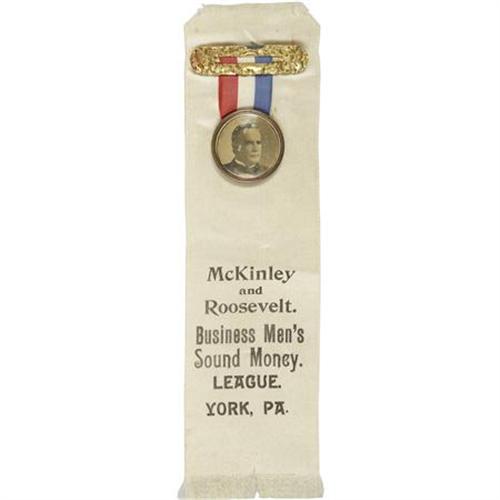 McKinley
and
Roosevelt.
Business Men's
Sound Money.
LEAGUE.
YORK, PA.